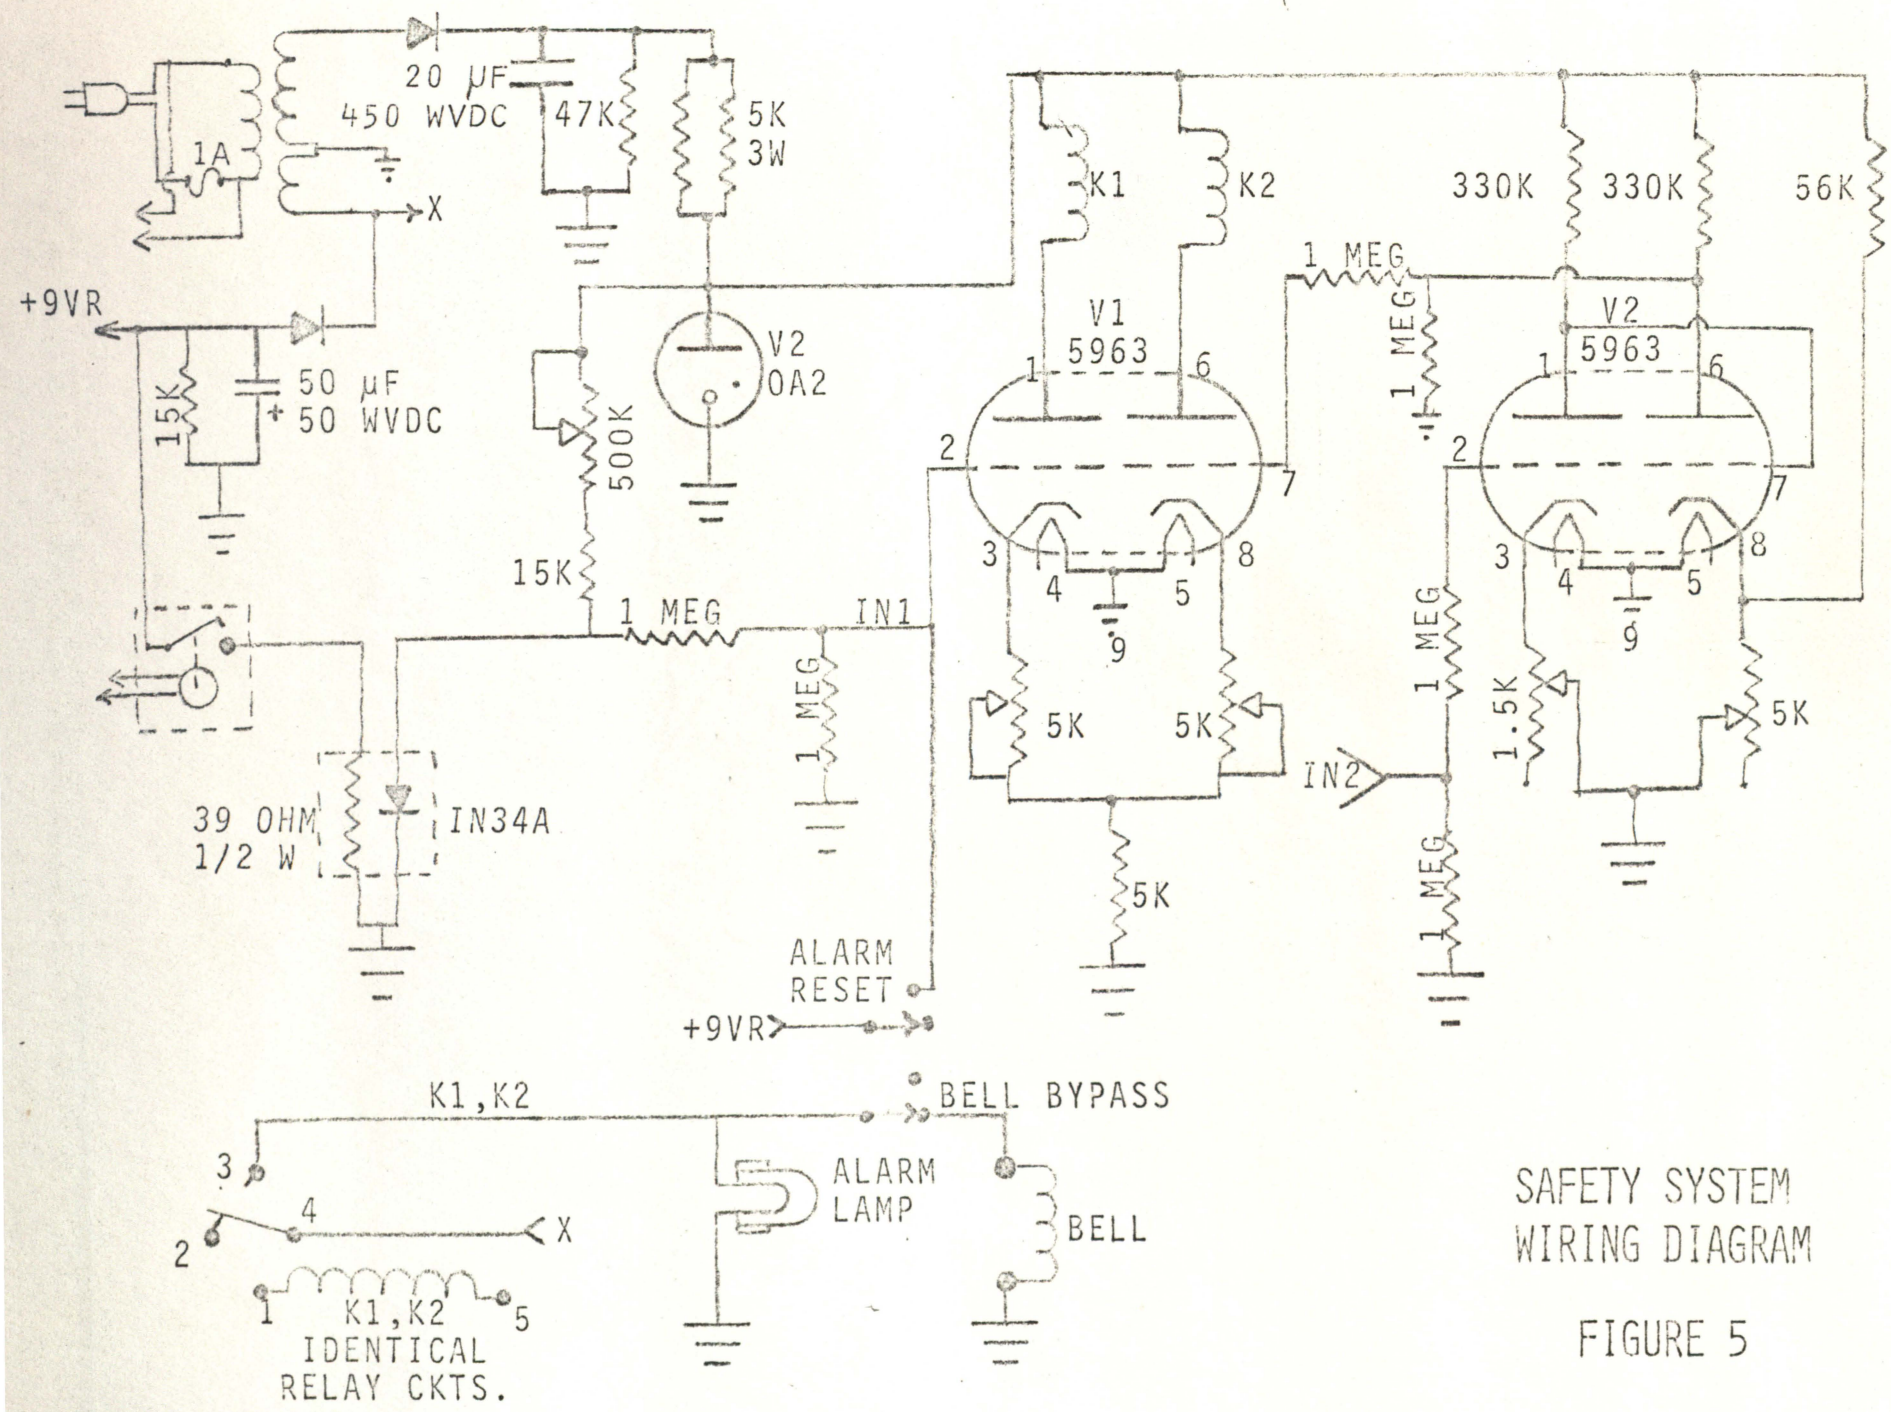 20 µF
450 WVDC
47K
5K
3W
1A
X
K1
K2
330K
330K
56K
1 MEG
1 MEG
+9VR
15K
50 µF
+ 50 WVDC
V2
OA2
500K
15K
V1
5963
1
6
2
7
3
4
5
8
9
V2
5963
1
6
2
7
3
4
5
8
9
1 MEG
IN1
1 MEG
1 MEG
5K
5K
5K
1.5K
5K
IN2
1 MEG
39 OHM
1/2 W
IN34A
ALARM
RESET
+9VR
K1,K2
BELL BYPASS
3
4
2
X
ALARM
LAMP
BELL
1
5
K1,K2
IDENTICAL
RELAY CKTS.
SAFETY SYSTEM
WIRING DIAGRAM
FIGURE 5